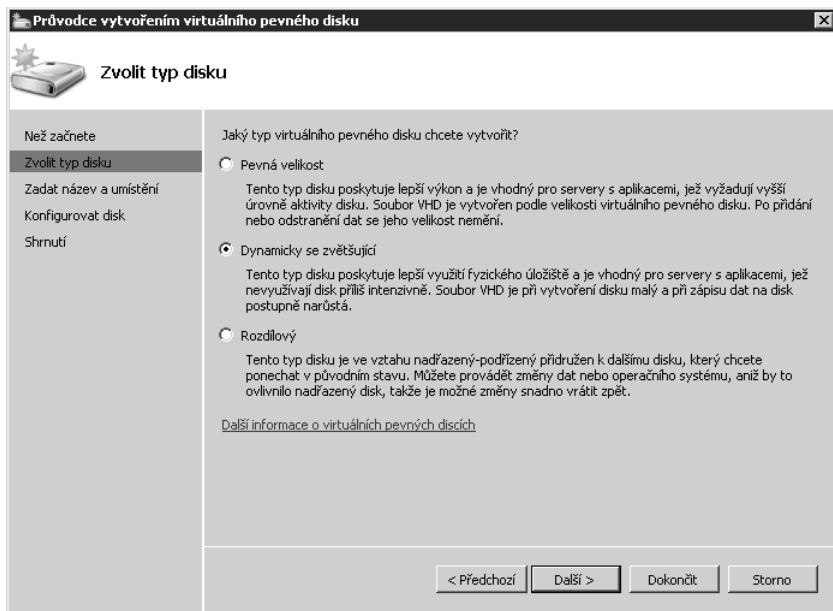 Průvodce vytvořením virtuálního pevného disku
Zvolit typ disku
Než začnete
Zvolit typ disku
Zadat název a umístění
Konfigurovat disk
Shrnutí
Jaký typ virtuálního pevného disku chcete vytvořit?
Pevná velikost
Tento typ disku poskytuje lepší výkon a je vhodný pro servery s aplikacemi, jež vyžadují vyšší
úrovně aktivity disku. Soubor VHD je vytvořen podle velikosti virtuálního pevného disku. Po přidání
nebo odstranění dat se jeho velikost nemění.
Dynamicky se zvětšující
Tento typ disku poskytuje lepší využití fyzického úložiště a je vhodný pro servery s aplikacemi, jež
nevyužívají disk příliš intenzivně. Soubor VHD je při vytvoření disku malý a při zápisu dat na disk
postupně narůstá.
Rozdílový
Tento typ disku je ve vztahu nadřazený-podřízený přidružen k dalšímu disku, který chcete
ponechat v původním stavu. Můžete provádět změny dat nebo operačního systému, aniž by to
ovlivnilo nadřazený disk, takže je možné změny snadno vrátit zpět.
Další informace o virtuálních pevných discích
< Předchozí
Další >
Dokončit
Storno